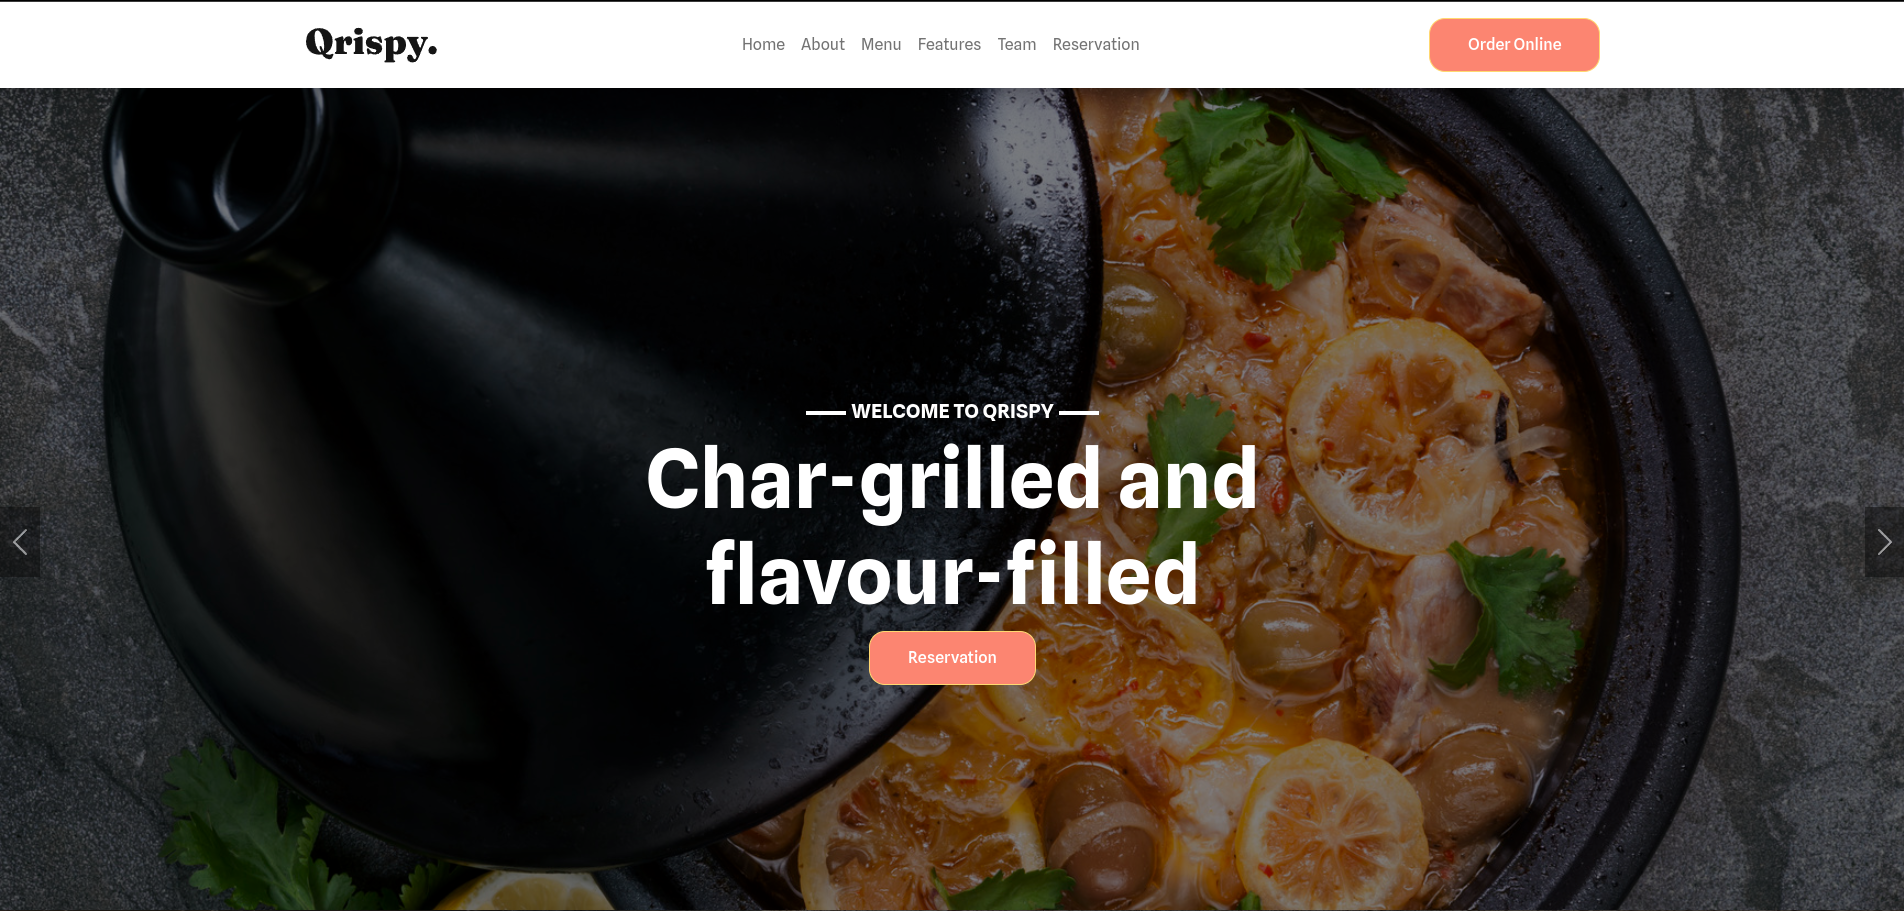 Qrispy.
Home About Menu Features Team Reservation
Order Online
WELCOME TO QRISPY
Char-grilled and
flavour-filled
Reservation